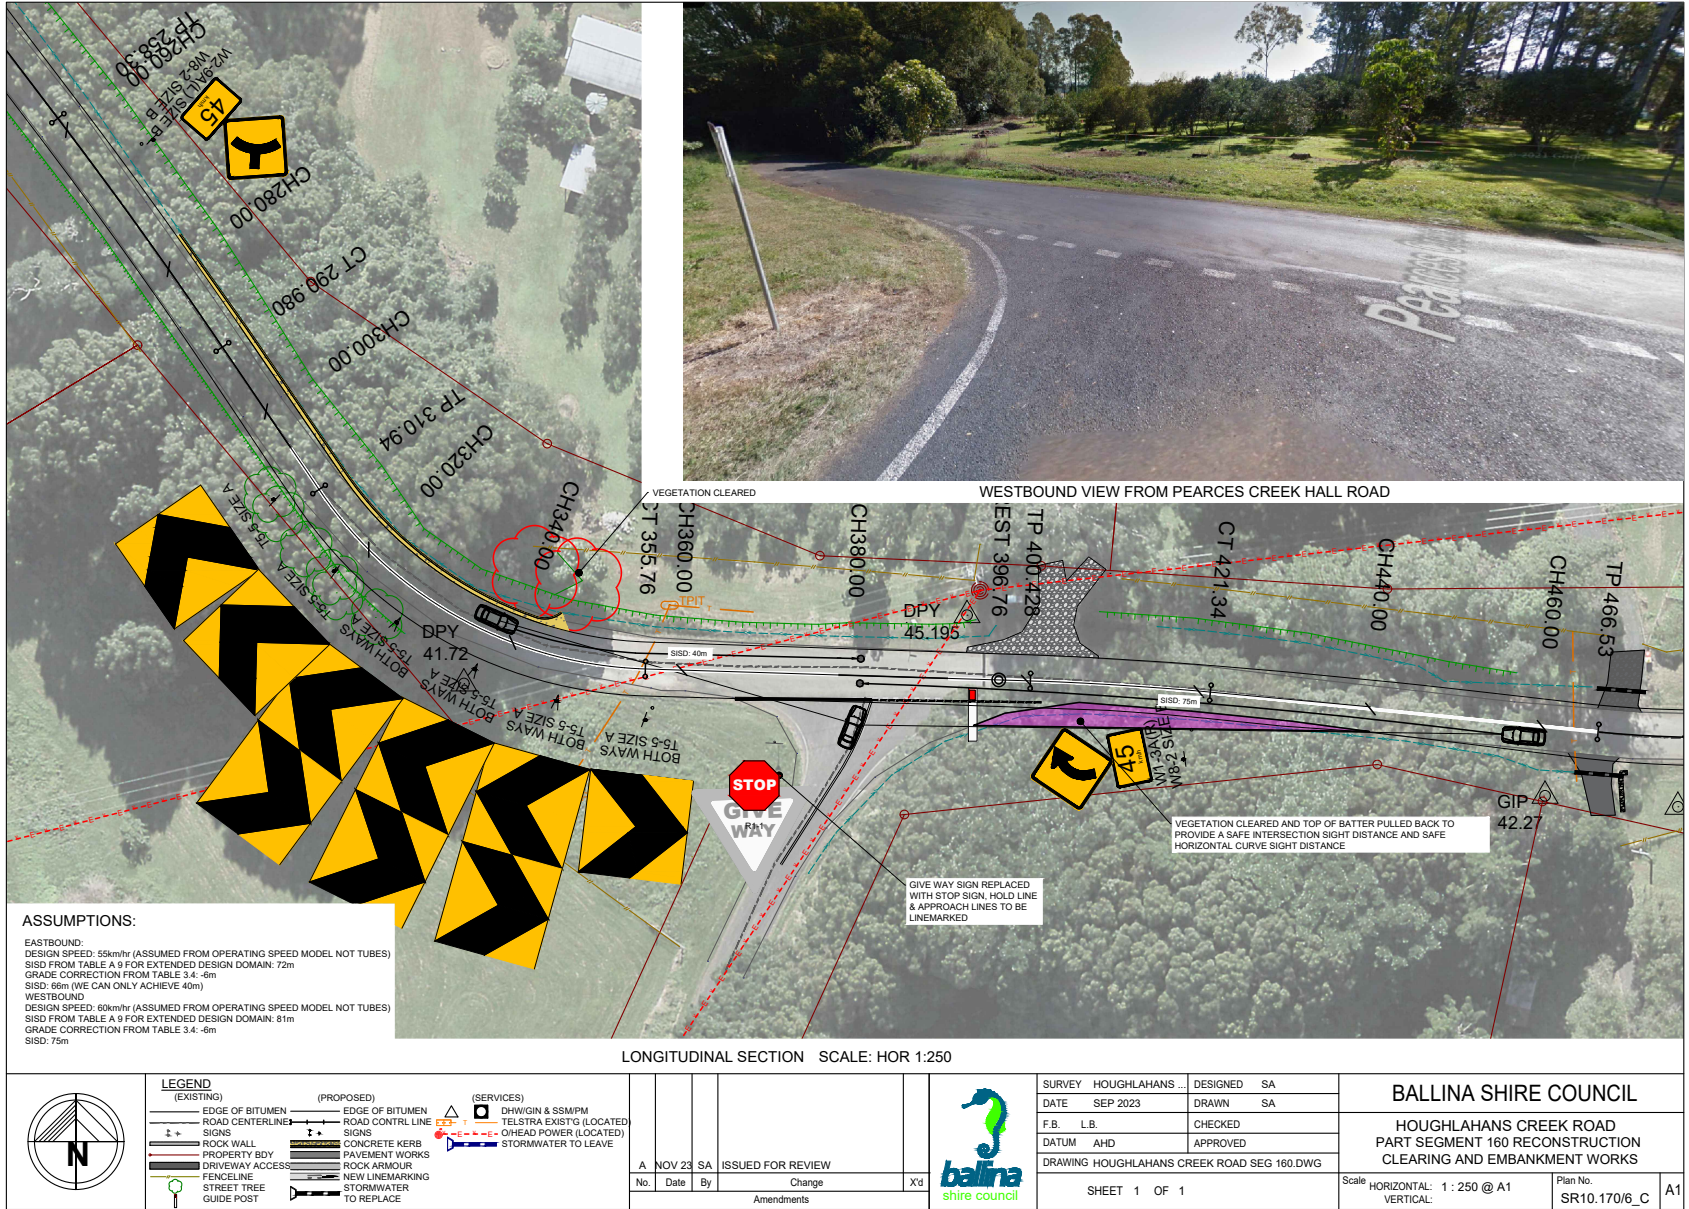 CH260.00
TP 258.30
W2-9A(L) SIZE B
W8-2 SIZE B
45
km/h
CH280.00
CT 290.980
CH300.00
TP 310.94
CH320.00
CH340.00
VEGETATION CLEARED
WESTBOUND VIEW FROM PEARCES CREEK HALL ROAD
CT 355.76
CH360.00
CH380.00
EST 396.76
TP 400.428
CT 421.34
CH440.00
CH460.00
TP 466.53
TPIT
DPY
45.195
DPY
41.72
SISD: 40m
SISD: 75m
T5-5 SIZE A
T5-5 SIZE A
BOTH WAYS
T5-5 SIZE A
BOTH WAYS
T5-5 SIZE A
BOTH WAYS
T5-5 SIZE A
BOTH WAYS
T5-5 SIZE A
STOP
GIVE
WAY
R1-1
45
km/h
W1-3A(R)
W8-2 SIZE
GIP
42.27
VEGETATION CLEARED AND TOP OF BATTER PULLED BACK TO
PROVIDE A SAFE INTERSECTION SIGHT DISTANCE AND SAFE
HORIZONTAL CURVE SIGHT DISTANCE
GIVE WAY SIGN REPLACED
WITH STOP SIGN, HOLD LINE
& APPROACH LINES TO BE
LINEMARKED
ASSUMPTIONS:
EASTBOUND:
DESIGN SPEED: 55km/hr (ASSUMED FROM OPERATING SPEED MODEL NOT TUBES)
SISD FROM TABLE A 9 FOR EXTENDED DESIGN DOMAIN: 72m
GRADE CORRECTION FROM TABLE 3.4: -6m
SISD: 66m (WE CAN ONLY ACHIEVE 40m)
WESTBOUND
DESIGN SPEED: 60km/hr (ASSUMED FROM OPERATING SPEED MODEL NOT TUBES)
SISD FROM TABLE A 9 FOR EXTENDED DESIGN DOMAIN: 81m
GRADE CORRECTION FROM TABLE 3.4: -6m
SISD: 75m
LONGITUDINAL SECTION SCALE: HOR 1:250
N
LEGEND
(EXISTING)
EDGE OF BITUMEN
ROAD CENTERLINE
SIGNS
ROCK WALL
PROPERTY BDY
DRIVEWAY ACCESS
FENCELINE
STREET TREE
GUIDE POST
(PROPOSED)
EDGE OF BITUMEN
ROAD CONTRL LINE
SIGNS
CONCRETE KERB
PAVEMENT WORKS
ROCK ARMOUR
NEW LINEMARKING
STORMWATER
TO REPLACE
(SERVICES)
DHW/GIN & SSM/PM
TELSTRA EXIST'G (LOCATED)
O/HEAD POWER (LOCATED)
STORMWATER TO LEAVE
A NOV 23 SA ISSUED FOR REVIEW
No. Date By Change X'd
Amendments
ballina
shire council
SURVEY HOUGHLAHANS ... DESIGNED SA
DATE SEP 2023 DRAWN SA
F.B. L.B. CHECKED
DATUM AHD APPROVED
DRAWING HOUGHLAHANS CREEK ROAD SEG 160.DWG
SHEET 1 OF 1
BALLINA SHIRE COUNCIL
HOUGHLAHANS CREEK ROAD
PART SEGMENT 160 RECONSTRUCTION
CLEARING AND EMBANKMENT WORKS
Scale HORIZONTAL: 1 : 250 @ A1
VERTICAL:
Plan No.
SR10.170/6_C
A1